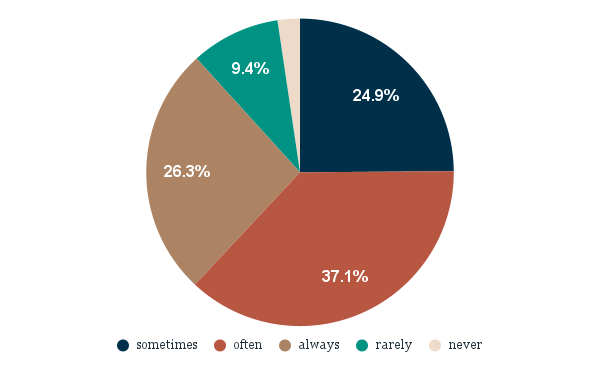 9.4%
24.9%
26.3%
37.1%
sometimes often always rarely never